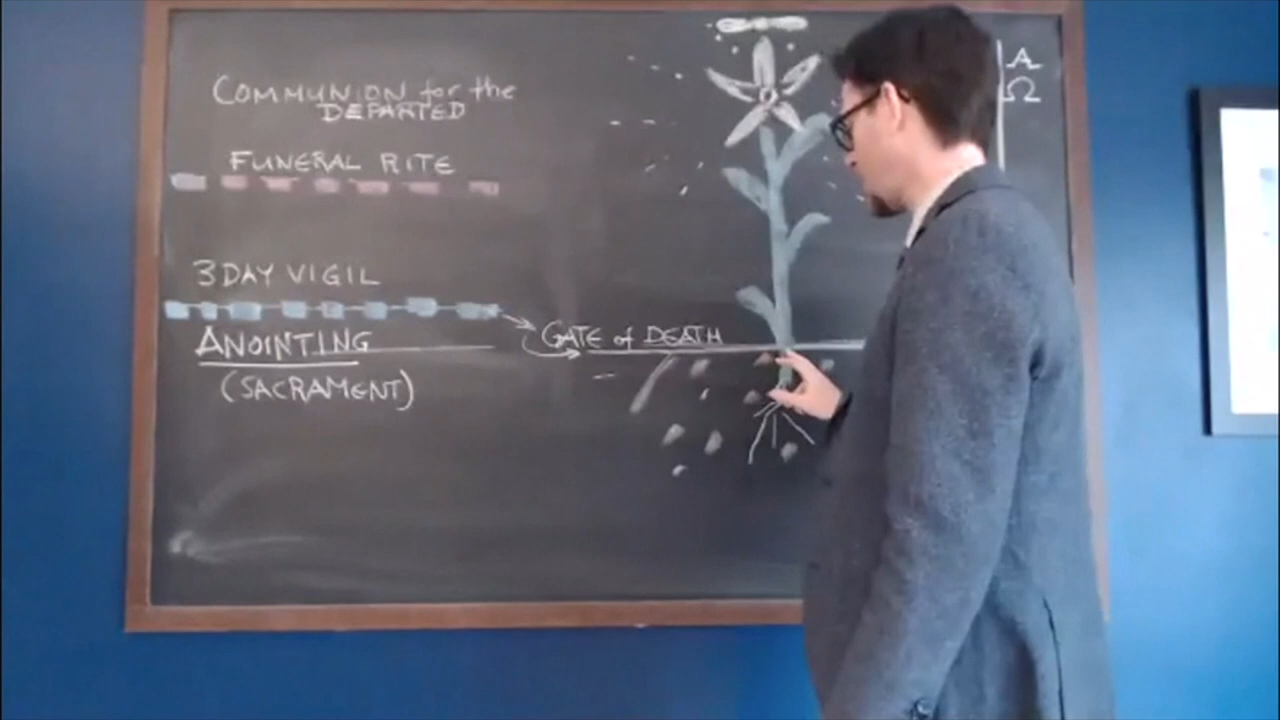 COMMUNION for the
DEPARTED
FUNERAL RITE
3 DAY VIGIL
ANOINTING
(SACRAMENT)
GATE of DEATH
A
Ω